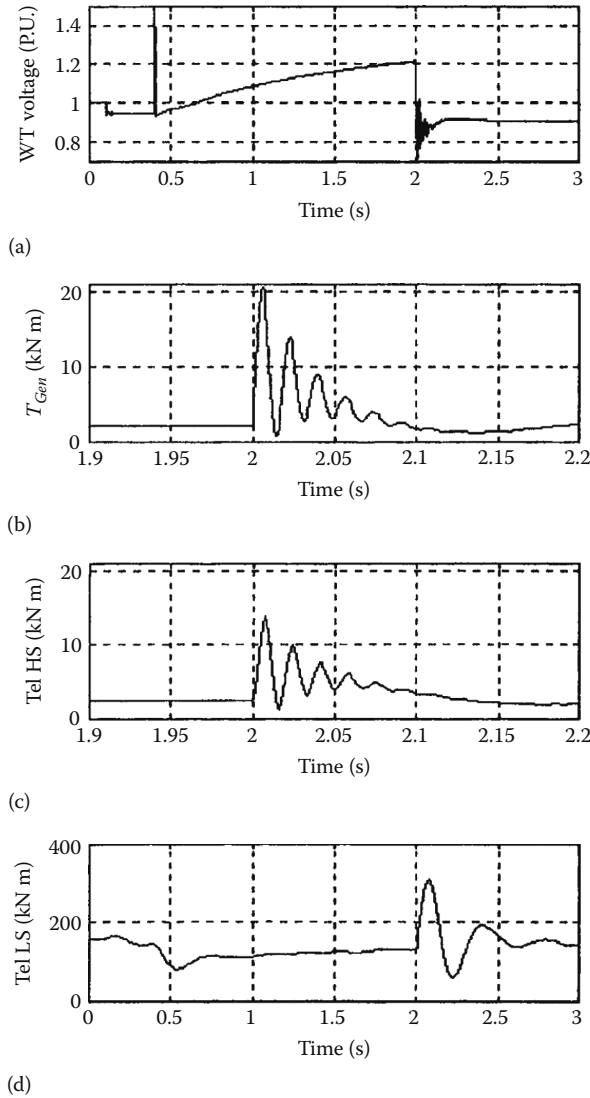 WT voltage (P.U.)
1.4
1.2
1
0.8
0 0.5 1 1.5 2 2.5 3
Time (s)
(a)
T_Gen (kN m)
20
10
0
1.9 1.95 2 2.05 2.1 2.15 2.2
Time (s)
(b)
Tel HS (kN m)
20
10
0
1.9 1.95 2 2.05 2.1 2.15 2.2
Time (s)
(c)
Tel LS (kN m)
400
200
0
0 0.5 1 1.5 2 2.5 3
Time (s)
(d)